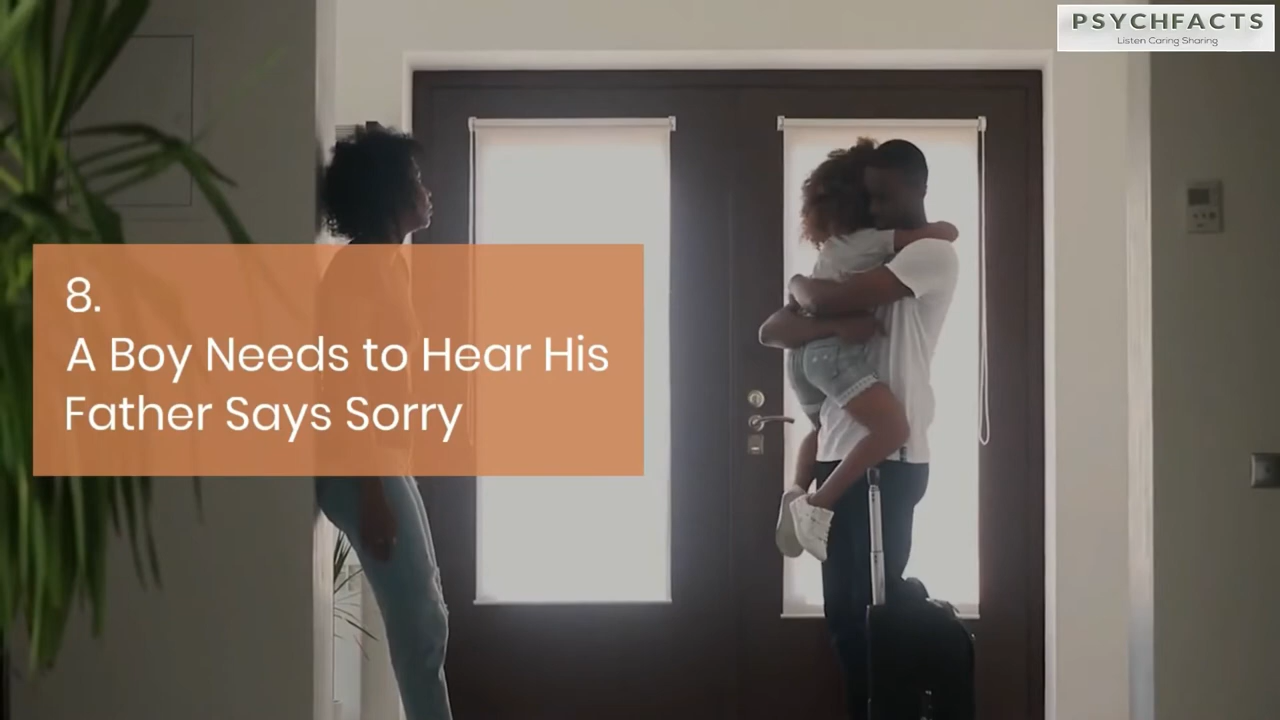 PSYCHFACTS
Listen Caring Sharing
8.
A Boy Needs to Hear His
Father Says Sorry